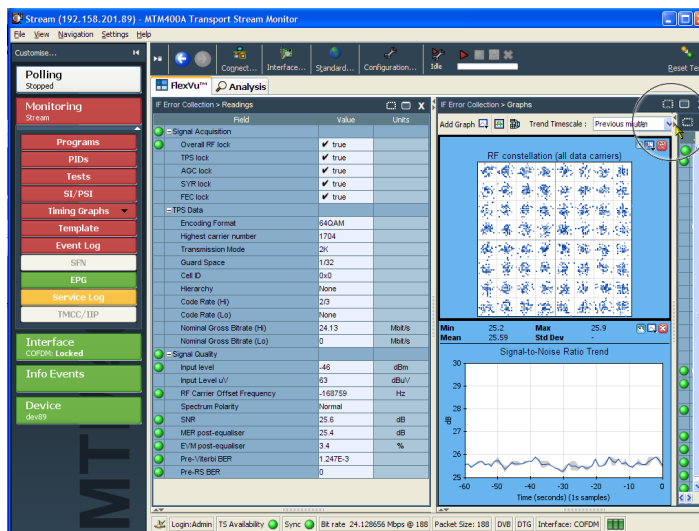 Stream (192.158.201.89) - MTM400A Transport Stream Monitor
File View Navigation Settings Help
Customise...
Polling
Stopped
Monitoring
Stream
Programs
PIDs
Tests
SI/PSI
Timing Graphs
Template
Event Log
SFN
EPG
Service Log
TMCC/IIP
Interface
COFDM: Locked
Info Events
Device
dev89
MTM
Connect... Interface... Standard... Configuration... Idle
Reset Te
FlexVu™ Analysis
IF Error Collection > Readings
Field Value Units
Signal Acquisition
Overall RF lock true
TPS lock true
AGC lock true
SYR lock true
FEC lock true
TPS Data
Encoding Format 64QAM
Highest carrier number 1704
Transmission Mode 2K
Guard Space 1/32
Cell ID 0x0
Hierarchy None
Code Rate (Hi) 2/3
Code Rate (Lo) None
Nominal Gross Bitrate (Hi) 24.13 Mbit/s
Nominal Gross Bitrate (Lo) 0 Mbit/s
Signal Quality
Input level -46 dBm
Input Level uV 63 dBuV
RF Carrier Offset Frequency -168759 Hz
Spectrum Polarity Normal
SNR 25.6 dB
MER post-equaliser 25.4 dB
EVM post-equaliser 3.4 %
Pre-Viterbi BER 1.247E-3
Pre-RS BER 0
IF Error Collection > Graphs
Add Graph Trend Timescale : Previous minute
RF constellation (all data carriers)
Min 25.2 Max 25.9
Mean 25.59 Std Dev -
Signal-to-Noise Ratio Trend
30
29
28
27
26
25
dB
-60 -50 -40 -30 -20 -10 0
Time (seconds) (1s samples)
Login:Admin TS Availability Sync Bit rate 24.128656 Mbps @ 188 Packet Size: 188 DVB DTG Interface: COFDM